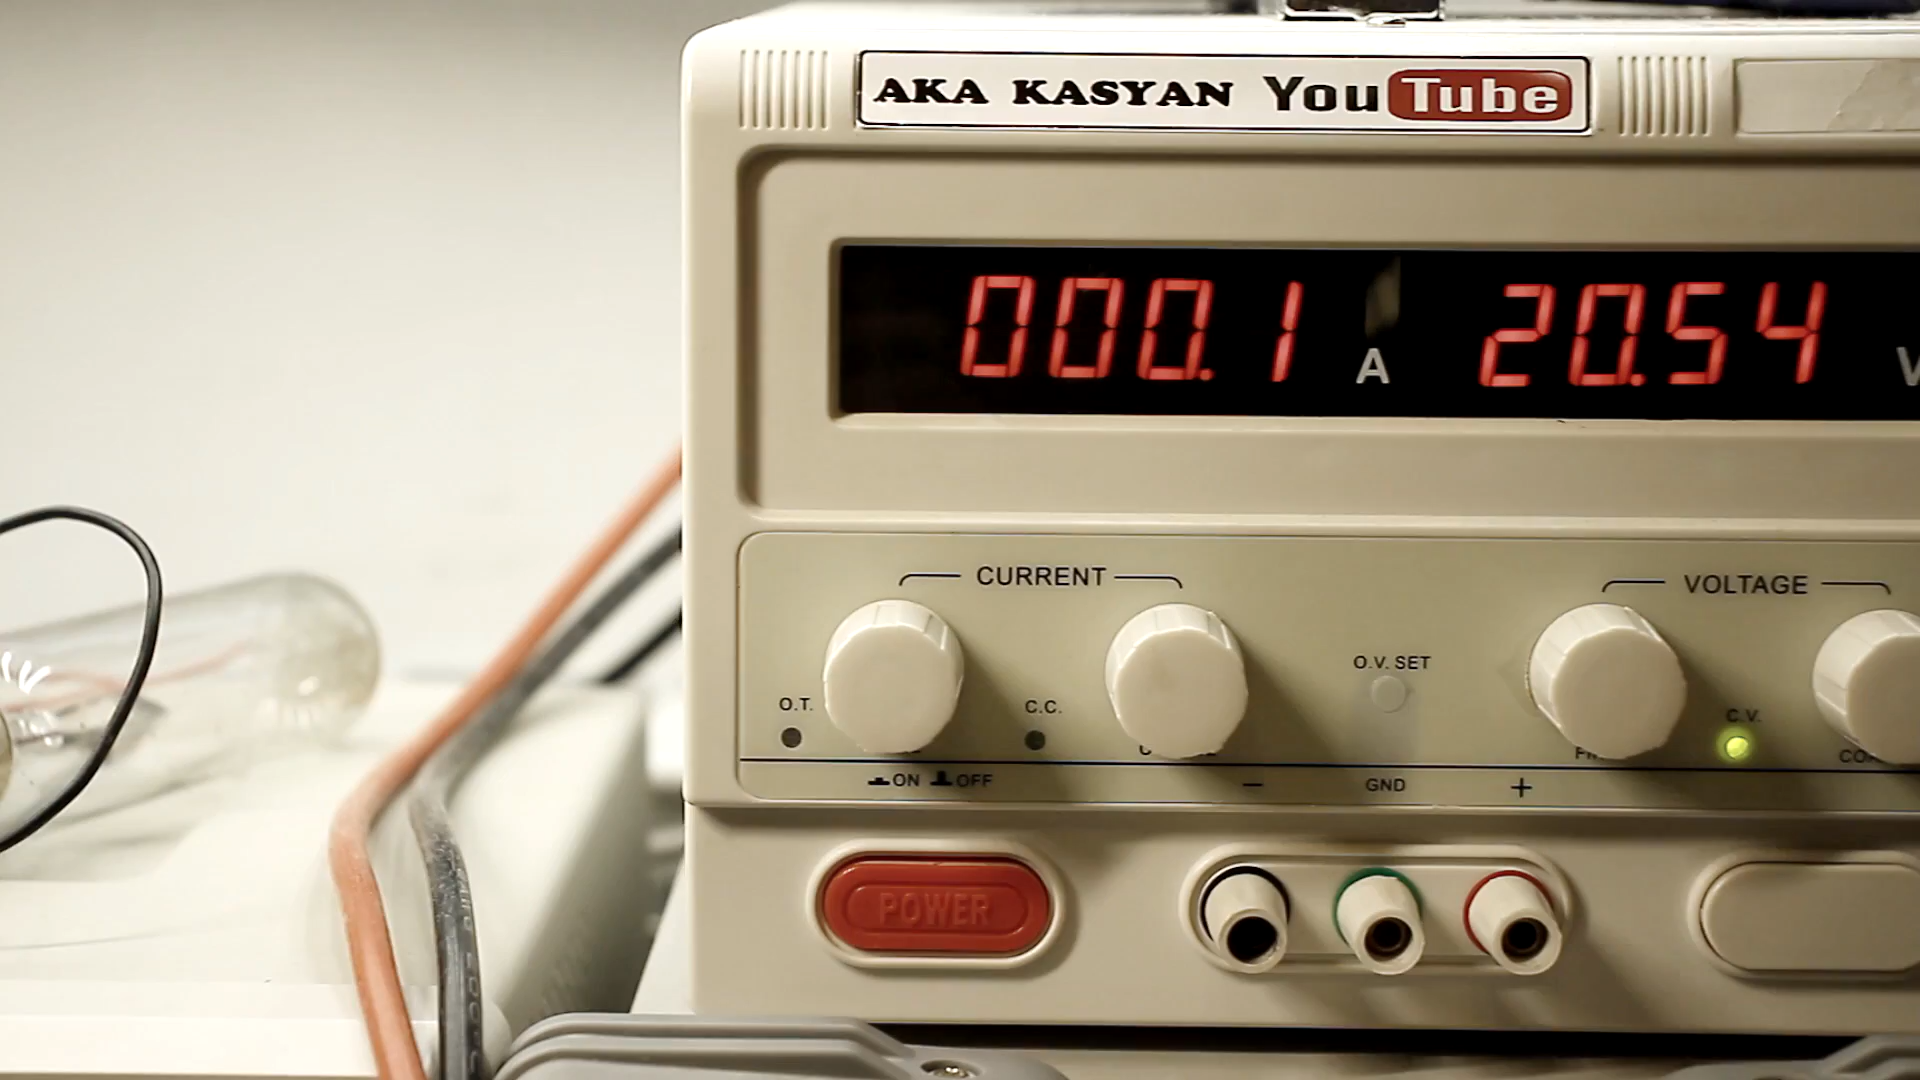 AKA KASYAN YouTube
000.1 A 20.54 V
CURRENT VOLTAGE
O.V. SET
O.T. C.C. C.V.
ON OFF − GND +
POWER